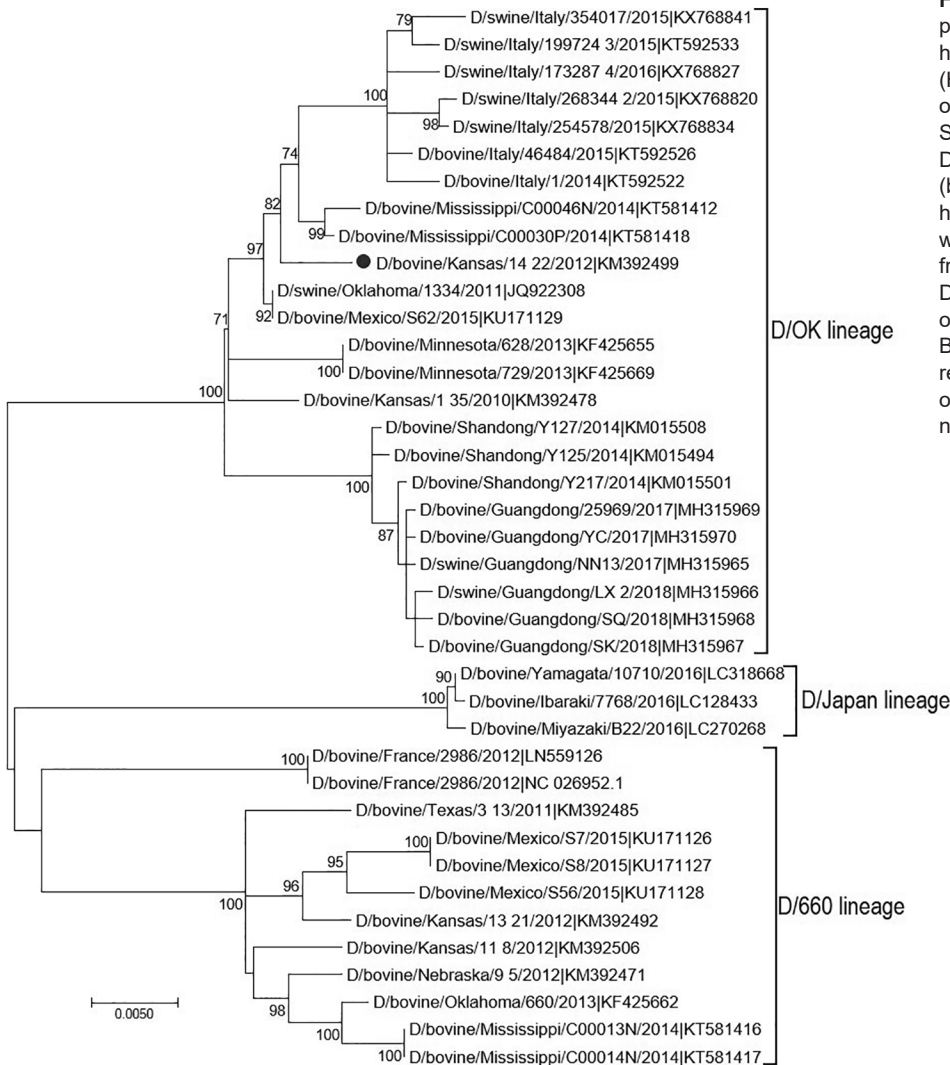 79
D/swine/Italy/354017/2015|KX768841
D/swine/Italy/199724 3/2015|KT592533
D/swine/Italy/173287 4/2016|KX768827
100
D/swine/Italy/268344 2/2015|KX768820
98
D/swine/Italy/254578/2015|KX768834
D/bovine/Italy/46484/2015|KT592526
74
D/bovine/Italy/1/2014|KT592522
82
D/bovine/Mississippi/C00046N/2014|KT581412
99
D/bovine/Mississippi/C00030P/2014|KT581418
97
D/bovine/Kansas/14 22/2012|KM392499
D/swine/Oklahoma/1334/2011|JQ922308
92
D/bovine/Mexico/S62/2015|KU171129
71
D/OK lineage
D/bovine/Minnesota/628/2013|KF425655
100
D/bovine/Minnesota/729/2013|KF425669
100
D/bovine/Kansas/1 35/2010|KM392478
D/bovine/Shandong/Y127/2014|KM015508
D/bovine/Shandong/Y125/2014|KM015494
100
D/bovine/Shandong/Y217/2014|KM015501
D/bovine/Guangdong/25969/2017|MH315969
87
D/bovine/Guangdong/YC/2017|MH315970
D/swine/Guangdong/NN13/2017|MH315965
D/swine/Guangdong/LX 2/2018|MH315966
D/bovine/Guangdong/SQ/2018|MH315968
D/bovine/Guangdong/SK/2018|MH315967
90
D/bovine/Yamagata/10710/2016|LC318668
100
D/bovine/Ibaraki/7768/2016|LC128433
D/Japan lineage
D/bovine/Miyazaki/B22/2016|LC270268
100
D/bovine/France/2986/2012|LN559126
D/bovine/France/2986/2012|NC 026952.1
D/bovine/Texas/3 13/2011|KM392485
100
D/bovine/Mexico/S7/2015|KU171126
95
D/bovine/Mexico/S8/2015|KU171127
96
D/bovine/Mexico/S56/2015|KU171128
100
D/660 lineage
D/bovine/Kansas/13 21/2012|KM392492
D/bovine/Kansas/11 8/2012|KM392506
D/bovine/Nebraska/9 5/2012|KM392471
98
D/bovine/Oklahoma/660/2013|KF425662
0.0050
100
D/bovine/Mississippi/C00013N/2014|KT581416
100
D/bovine/Mississippi/C00014N/2014|KT581417